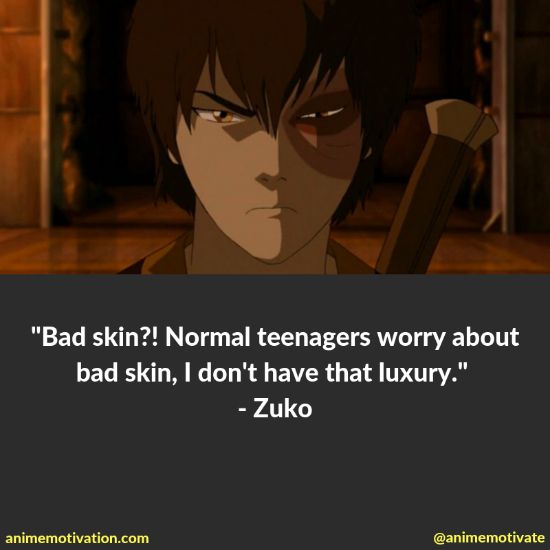 "Bad skin?! Normal teenagers worry about
bad skin, I don't have that luxury."
- Zuko
animemotivation.com
@animemotivate